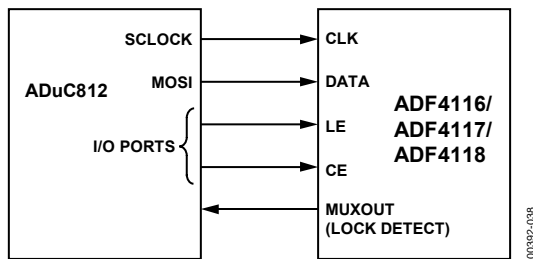 SCLOCK
MOSI
ADuC812
I/O PORTS
CLK
DATA
LE
CE
MUXOUT
(LOCK DETECT)
ADF4116/
ADF4117/
ADF4118
00392-038